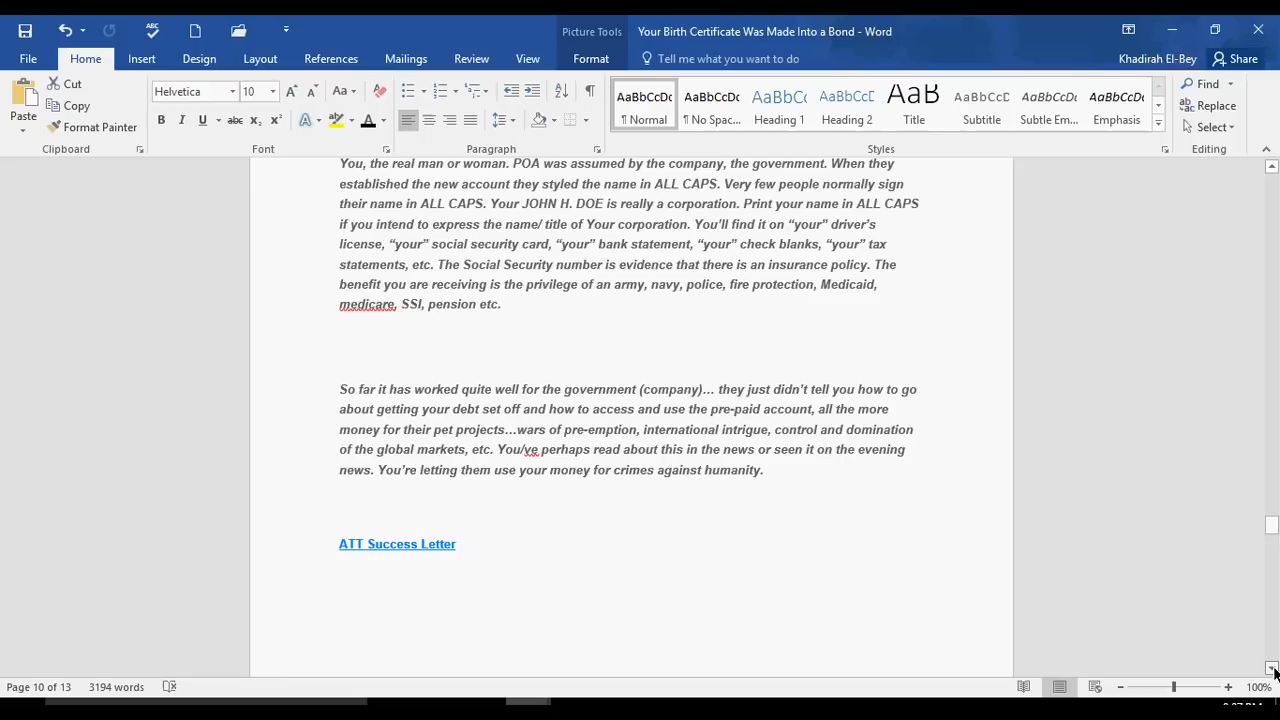 Picture Tools
Your Birth Certificate Was Made Into a Bond - Word
File
Home
Insert
Design
Layout
References
Mailings
Review
View
Format
Tell me what you want to do
Khadirah El-Bey
Share
Paste
Cut
Copy
Format Painter
Helvetica
10
AaBbCcDc
AaBbCcDc
AaBbCc
AaBbCcD
AaB
AaBbCcD
AaBbCcDc
AaBbCcDc
¶ Normal
¶ No Spac...
Heading 1
Heading 2
Title
Subtitle
Subtle Em...
Emphasis
Find
Replace
Select
Clipboard
Font
Paragraph
Styles
Editing
You, the real man or woman. POA was assumed by the company, the government. When they
established the new account they styled the name in ALL CAPS. Very few people normally sign
their name in ALL CAPS. Your JOHN H. DOE is really a corporation. Print your name in ALL CAPS
if you intend to express the name/ title of Your corporation. You'll find it on “your” driver’s
license, “your” social security card, “your” bank statement, “your” check blanks, “your” tax
statements, etc. The Social Security number is evidence that there is an insurance policy. The
benefit you are receiving is the privilege of an army, navy, police, fire protection, Medicaid,
medicare, SSI, pension etc.
So far it has worked quite well for the government (company)… they just didn’t tell you how to go
about getting your debt set off and how to access and use the pre-paid account, all the more
money for their pet projects…wars of pre-emption, international intrigue, control and domination
of the global markets, etc. You/ve perhaps read about this in the news or seen it on the evening
news. You’re letting them use your money for crimes against humanity.
ATT Success Letter
Page 10 of 13
3194 words
100%